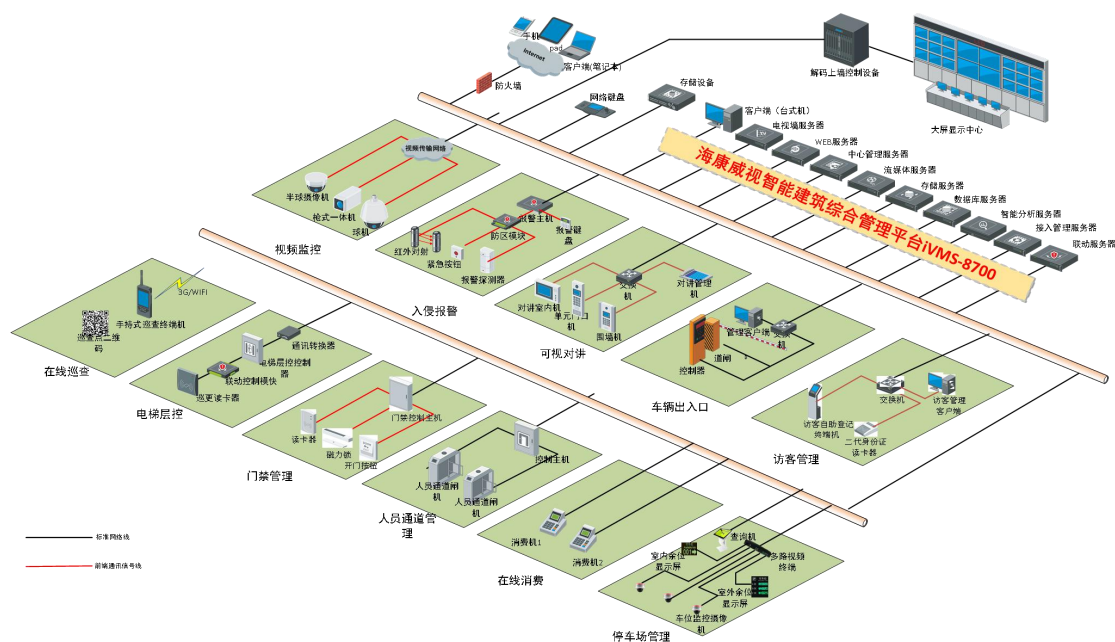 手机
pad
Internet
客户端(笔记本)
防火墙
解码上墙控制设备
大屏显示中心
网络键盘
存储设备
客户端（台式机）
电视墙服务器
WEB服务器
中心管理服务器
流媒体服务器
存储服务器
数据库服务器
智能分析服务器
接入管理服务器
联动服务器
海康威视智能建筑综合管理平台iVMS-8700
视频传输网络
半球摄像机
枪式一体机
球机
视频监控
报警主机
防区模块
报警键
盘
红外对射
紧急按钮
报警探测器
入侵报警
交换
机
对讲管理
机
对讲室内机
单元门口
机
围墙机
可视对讲
管理客户端
交换
机
道闸
控制器
车辆出入口
交换机
访客管理
客户端
访客自助登记
终端机
二代身份证
读卡器
访客管理
3G/WIFI
手持式巡查终端机
巡查点二维
码
在线巡查
通讯转换器
电梯层控控制
器
联动控制模快
巡更读卡器
电梯层控
门禁控制主机
读卡器
磁力锁
开门按钮
门禁管理
控制主机
人员通道闸
机
人员通道闸
机
人员通道管
理
消费机1
消费机2
在线消费
查询机
室内余位
显示屏
多路视频
终端
室外余位
显示屏
车位监控摄像
机
停车场管理
标准网络线
前端通讯信号线